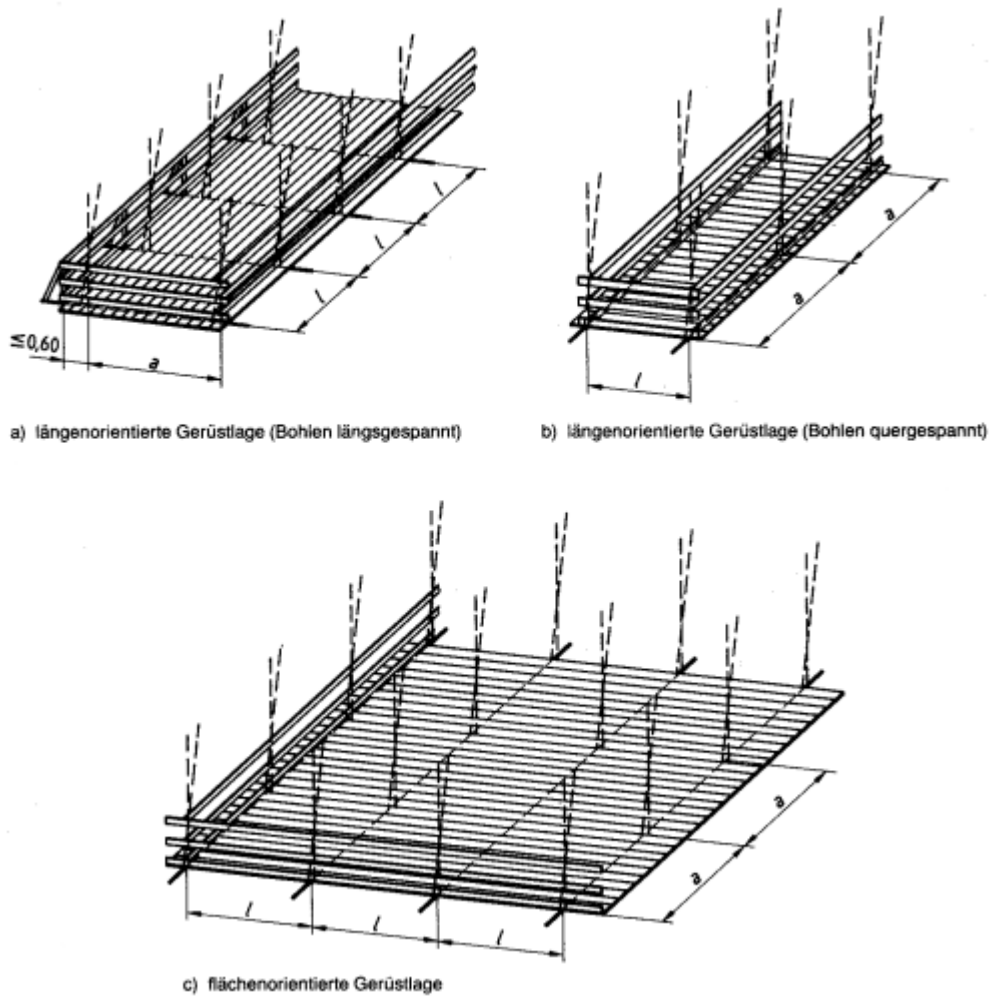 l
l
l
≦0,60
a
a) längenorientierte Gerüstlage (Bohlen längsgespannt)
a
a
l
b) längenorientierte Gerüstlage (Bohlen quergespannt)
a
a
l
l
l
c) flächenorientierte Gerüstlage